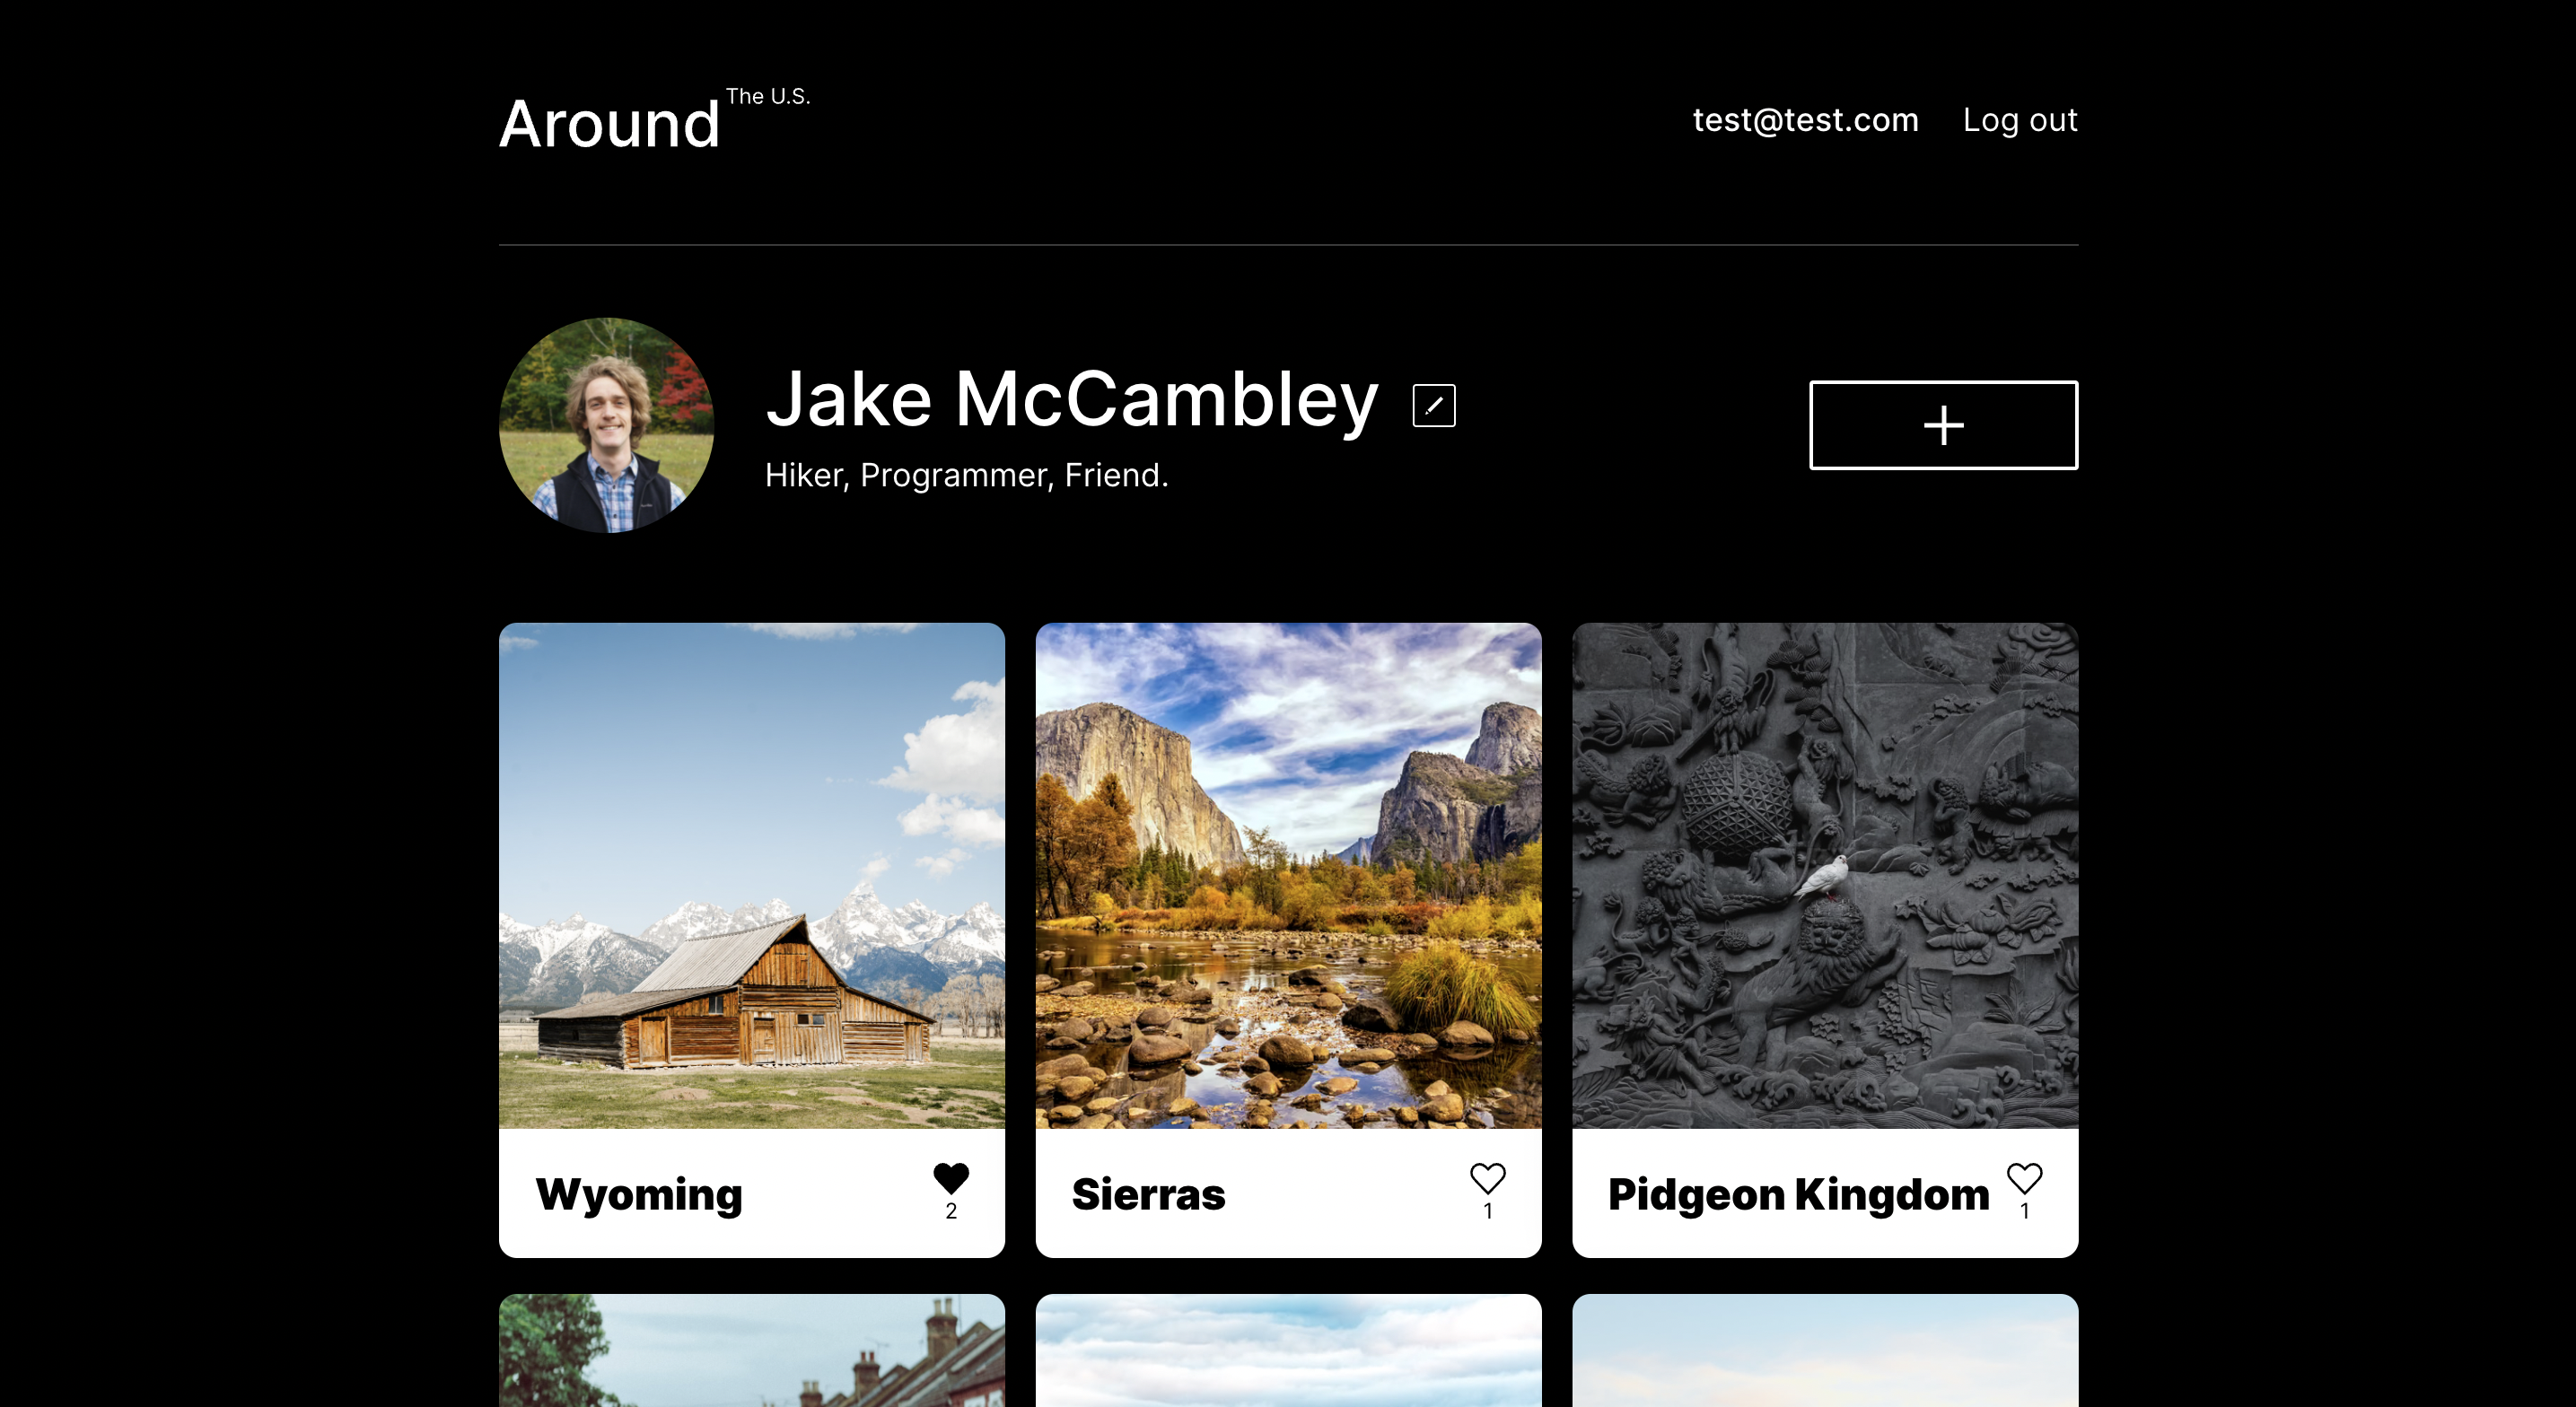 Around The U.S.
test@test.com Log out
Jake McCambley
Hiker, Programmer, Friend.
Wyoming
2
Sierras
1
Pidgeon Kingdom
1